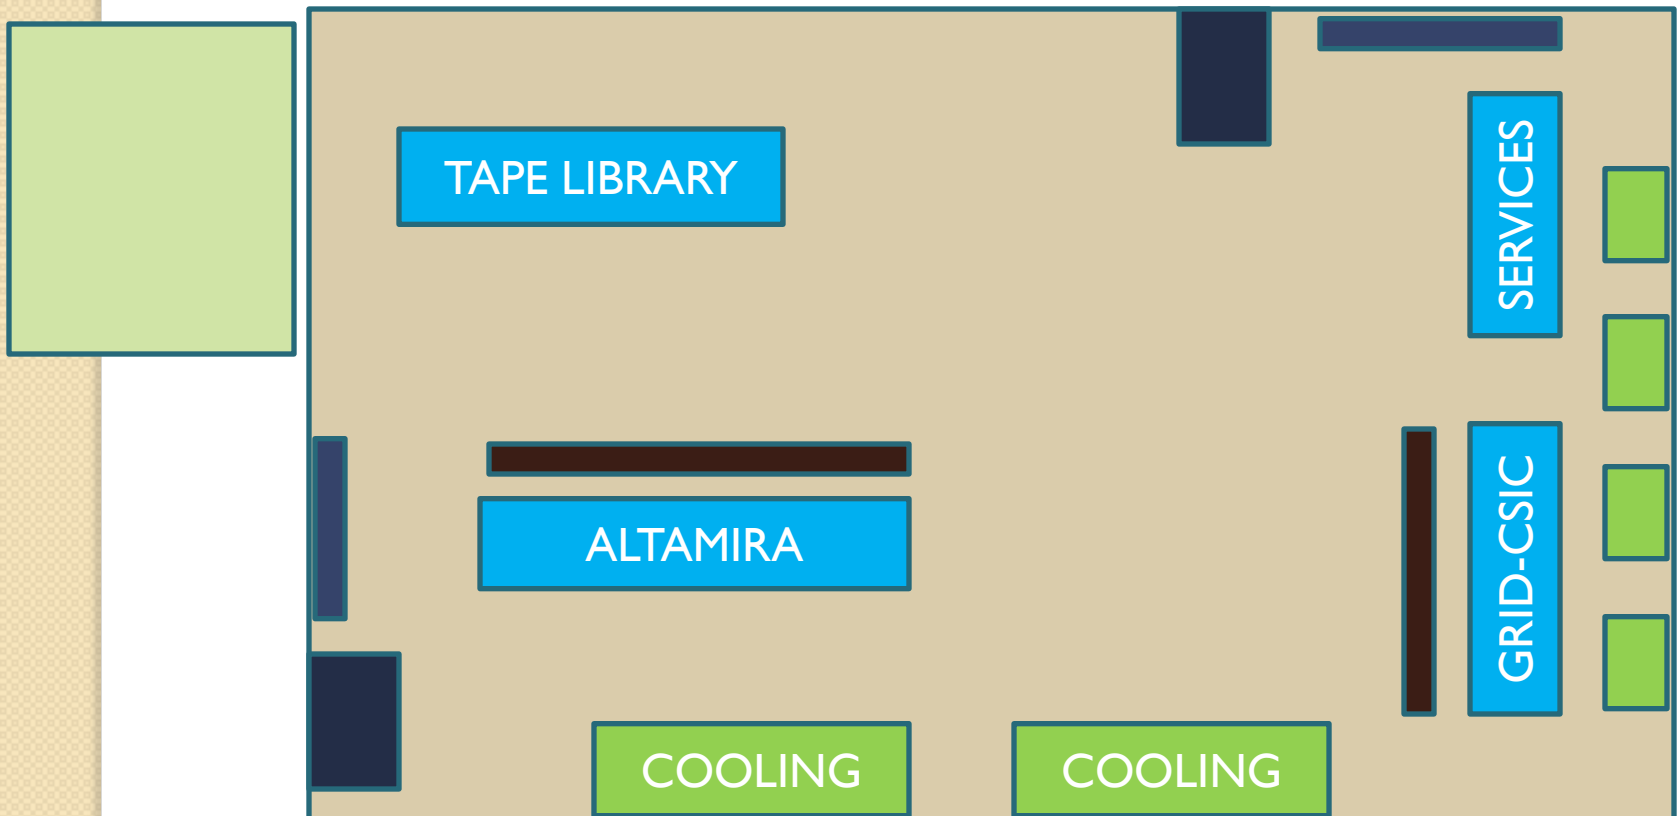 TAPE LIBRARY
SERVICES
ALTAMIRA
GRID-CSIC
COOLING
COOLING